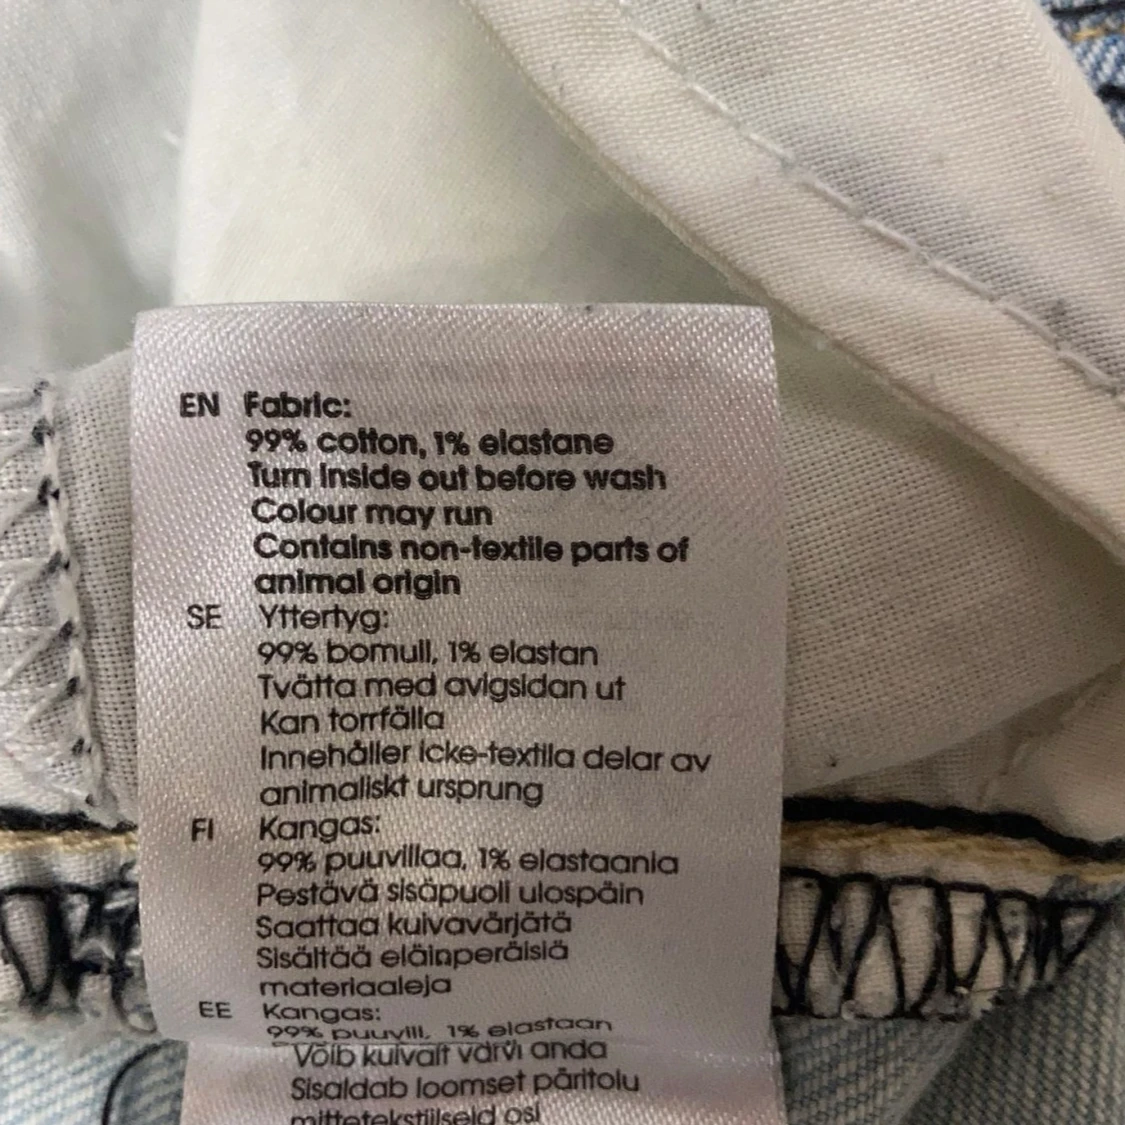 EN Fabric:
99% cotton, 1% elastane
Turn inside out before wash
Colour may run
Contains non-textile parts of
animal origin
SE Yttertyg:
99% bomull, 1% elastan
Tvätta med avigsidan ut
Kan torrfälla
Innehåller icke-textila delar av
animaliskt ursprung
FI Kangas:
99% puuvillaa, 1% elastaania
Pestävä sisäpuoli ulospäin
Saattaa kuivavärjätä
Sisältää eläinperäisiä
materiaaleja
EE Kangas:
99% puuvill, 1% elastaan
Võib kuivalt värvi anda
Sisaldab loomset päritolu
mittetekstiilseid osi